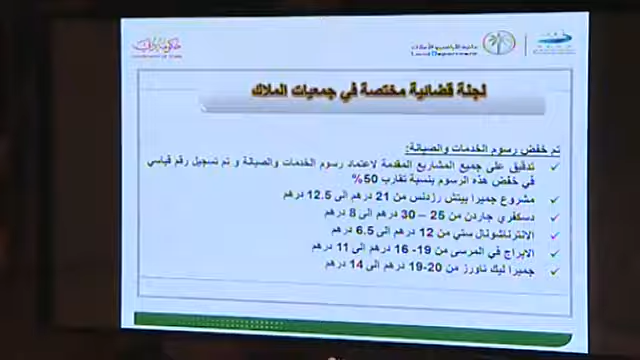 حكومة دبي
دائرة الأراضي والأملاك
Land Department
لجنة قضائية مختصة في جمعيات الملاك
تم خفض رسوم الخدمات والصيانة:
تدقيق على جميع المشاريع المقدمة لاعتماد رسوم الخدمات والصيانة و تم تسجيل رقم قياسي
في خفض هذه الرسوم بنسبة تقارب 50%
مشروع جميرا بيتش رزدنس من 21 درهم الى 12.5 درهم
دسكفري جاردن من 25 – 30 درهم الى 8 درهم
الانترناشونال ستي من 12 درهم الى 6.5 درهم
الابراج في المرسى من 19- 16 درهم الى 11 درهم
جميرا ليك تاورز من 20-19 درهم الى 14 درهم